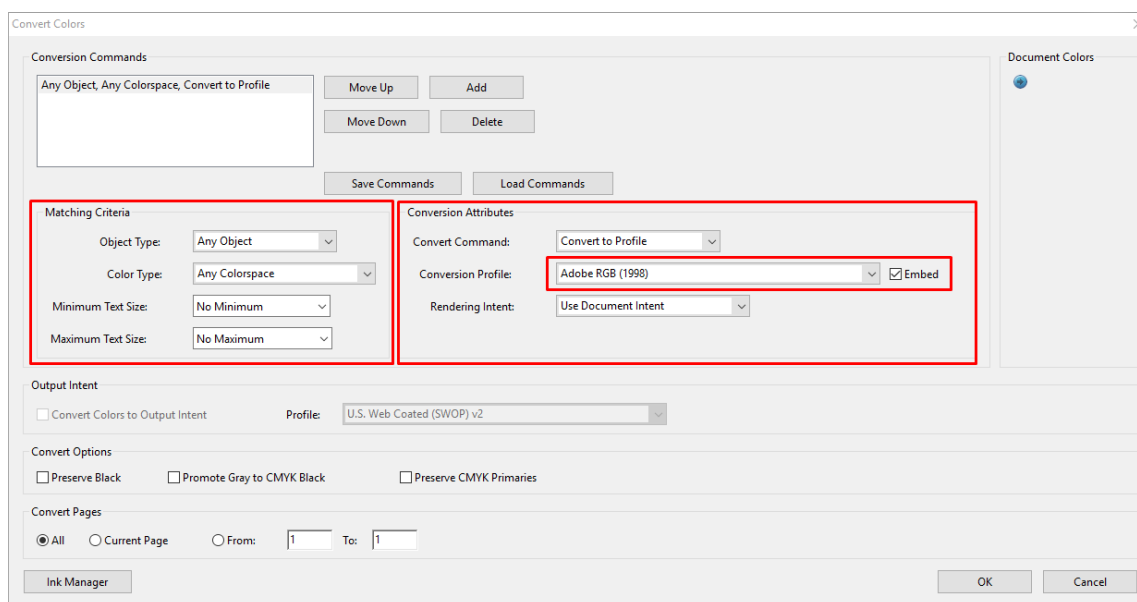 Convert Colors
Conversion Commands
Document Colors
Any Object, Any Colorspace, Convert to Profile
Move Up
Add
Move Down
Delete
Save Commands
Load Commands
Matching Criteria
Conversion Attributes
Object Type:
Any Object
Convert Command:
Convert to Profile
Color Type:
Any Colorspace
Conversion Profile:
Adobe RGB (1998)
Embed
Minimum Text Size:
No Minimum
Rendering Intent:
Use Document Intent
Maximum Text Size:
No Maximum
Output Intent
Convert Colors to Output Intent
Profile:
U.S. Web Coated (SWOP) v2
Convert Options
Preserve Black
Promote Gray to CMYK Black
Preserve CMYK Primaries
Convert Pages
All
Current Page
From:
1
To:
1
Ink Manager
OK
Cancel